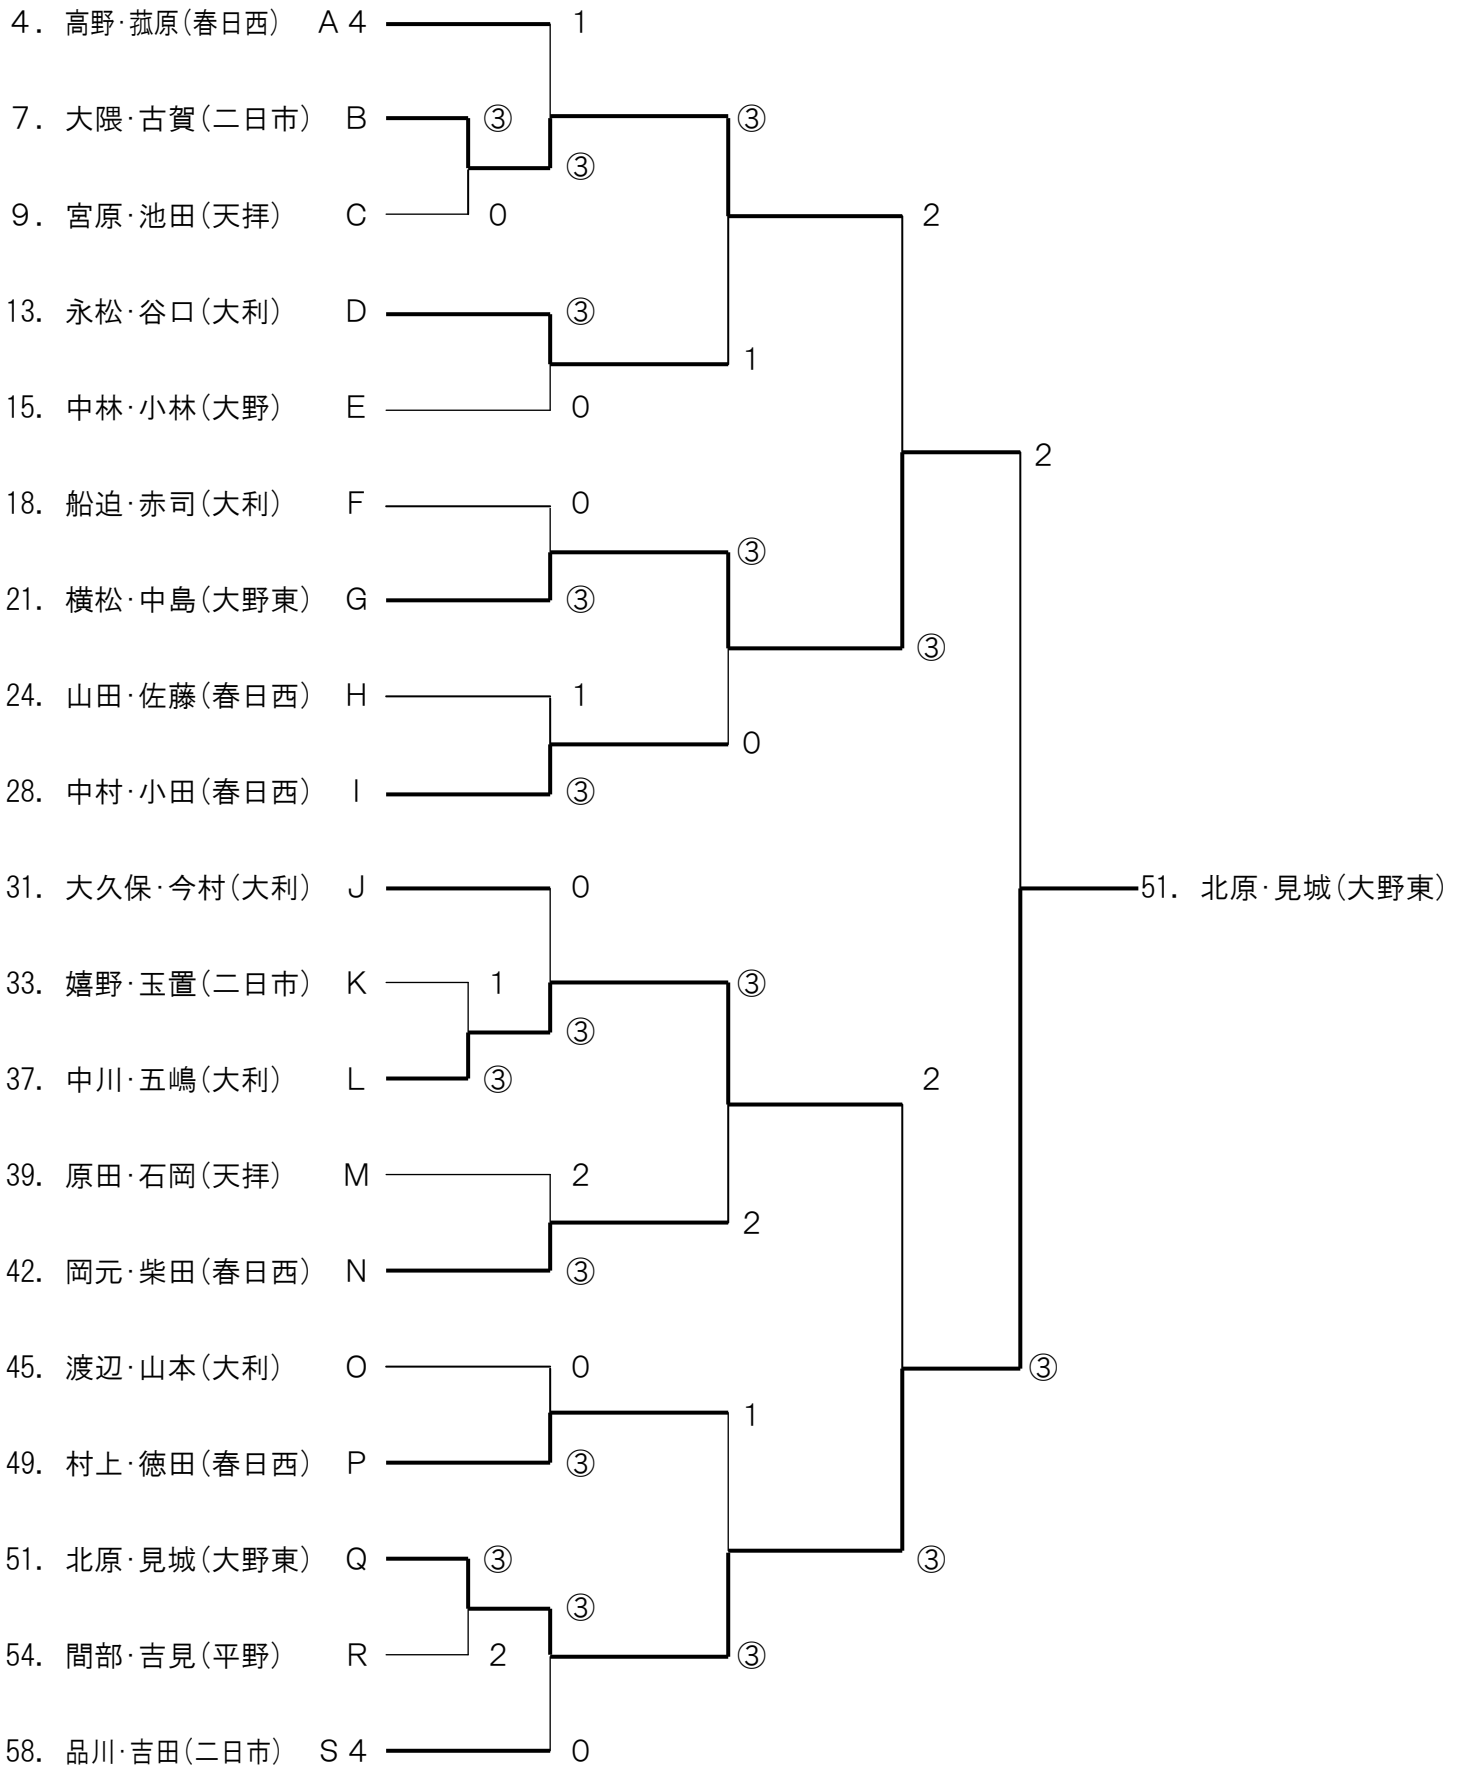 4. 高野･菰原(春日西) A 4 1
7. 大隈･古賀(二日市) B ③ ③
③
9. 宮原･池田(天拝) C 0 2
13. 永松･谷口(大利) D ③
1
15. 中林･小林(大野) E 0
2
18. 船迫･赤司(大利) F 0
③
21. 横松･中島(大野東) G ③
③
24. 山田･佐藤(春日西) H 1
0
28. 中村･小田(春日西) I ③
31. 大久保･今村(大利) J 0 51. 北原･見城(大野東)
33. 嬉野･玉置(二日市) K 1 ③
③
37. 中川･五嶋(大利) L ③ 2
39. 原田･石岡(天拝) M 2
2
42. 岡元･柴田(春日西) N ③
45. 渡辺･山本(大利) O 0 ③
1
49. 村上･徳田(春日西) P ③
51. 北原･見城(大野東) Q ③ ③
③
54. 間部･吉見(平野) R 2 ③
58. 品川･吉田(二日市) S 4 0